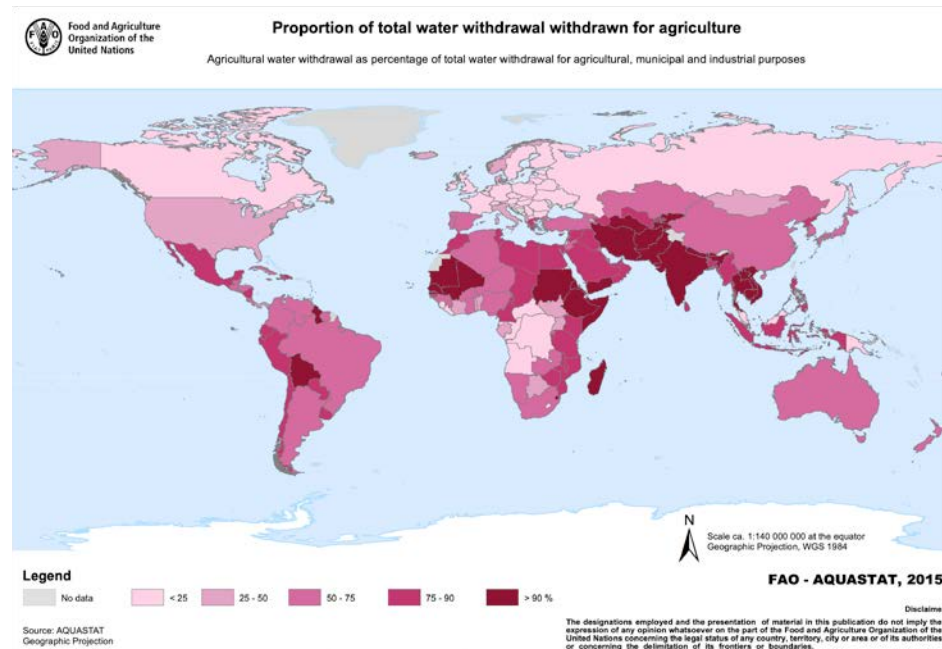 Food and Agriculture
Organization of the
United Nations
Proportion of total water withdrawal withdrawn for agriculture
Agricultural water withdrawal as percentage of total water withdrawal for agricultural, municipal and industrial purposes
N
Scale ca. 1:140 000 000 at the equator
Geographic Projection, WGS 1984
Legend
No data
< 25
25 - 50
50 - 75
75 - 90
> 90 %
FAO - AQUASTAT, 2015
Source: AQUASTAT
Geographic Projection
Disclaime
The designations employed and the presentation of material in this publication do not imply the
expression of any opinion whatsoever on the part of the Food and Agriculture Organization of the
United Nations concerning the legal status of any country, territory, city or area or of its authorities
or concerning the delimitation of its frontiers or boundaries.